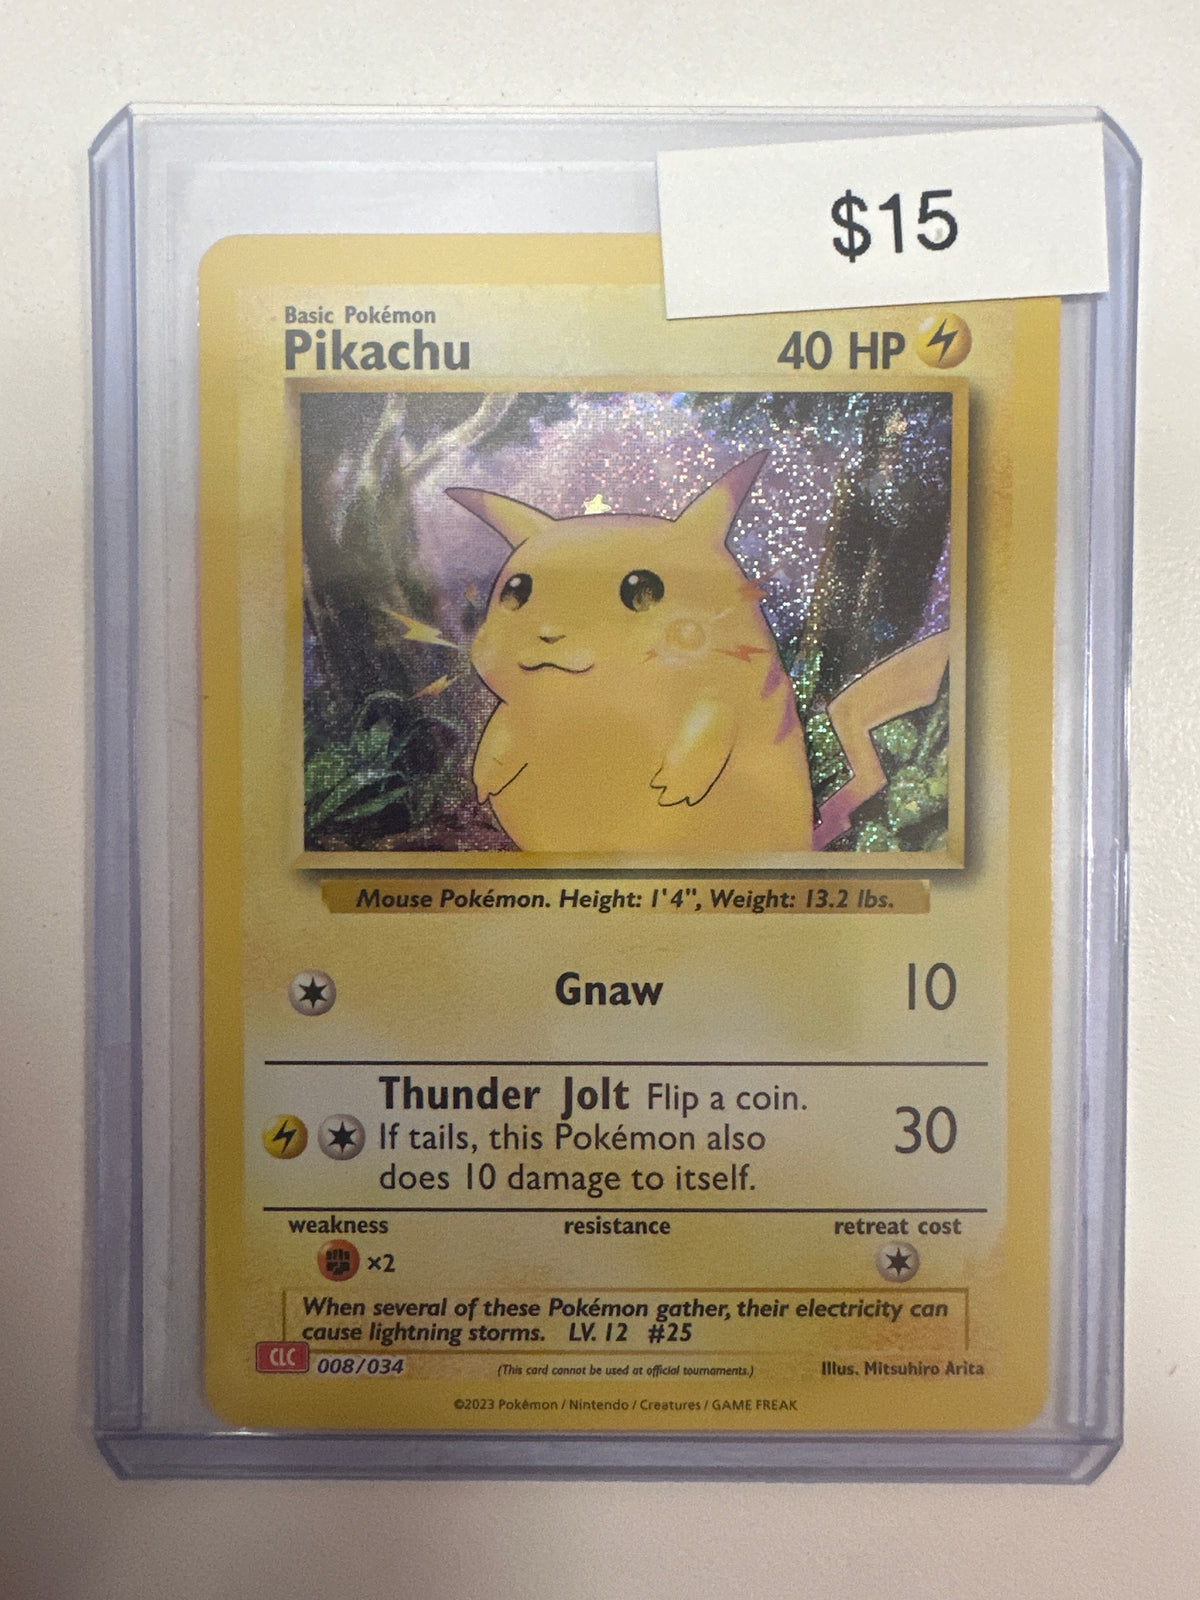 $15
Basic Pokémon
Pikachu 40 HP
Mouse Pokémon. Height: 1'4", Weight: 13.2 lbs.
Gnaw 10
Thunder Jolt Flip a coin.
If tails, this Pokémon also
does 10 damage to itself.
30
weakness resistance retreat cost
×2
When several of these Pokémon gather, their electricity can
cause lightning storms. LV. 12 #25
CLC 008/034 (This card cannot be used at official tournaments.) Illus. Mitsuhiro Arita
©2023 Pokémon / Nintendo / Creatures / GAME FREAK